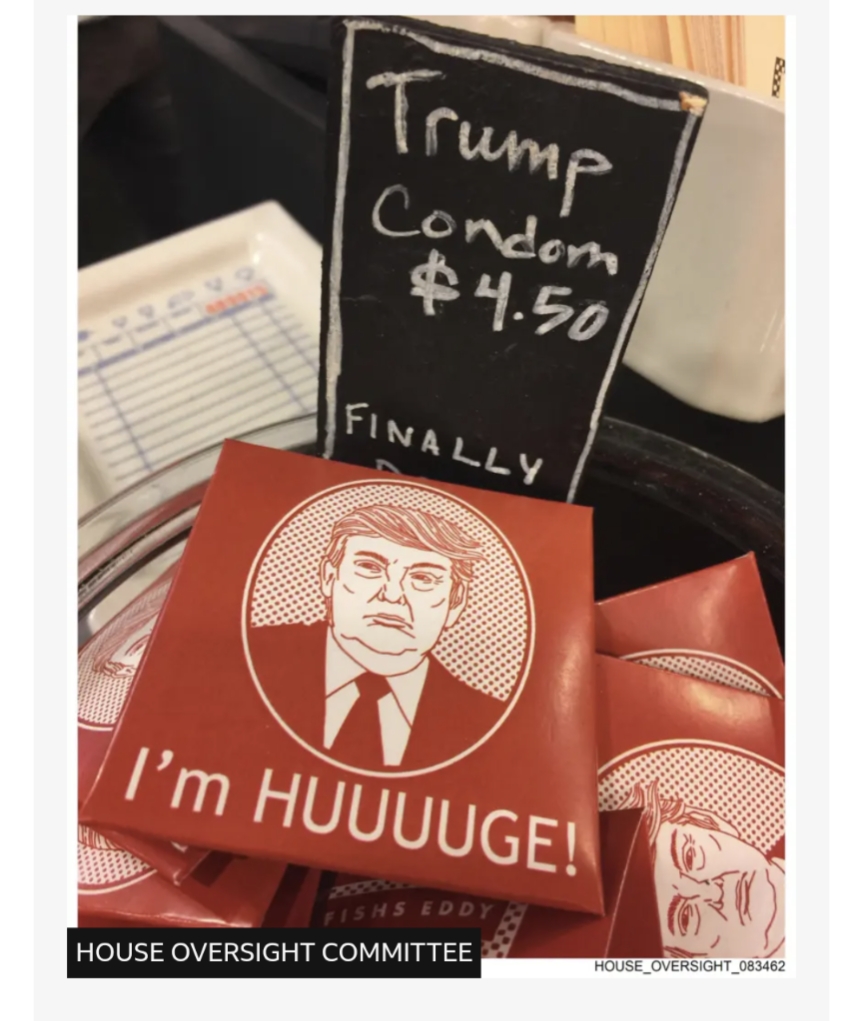 Trump
Condom
$4.50
FINALLY
I'm HUUUUGE!
FISHS EDDY
HOUSE OVERSIGHT COMMITTEE
HOUSE_OVERSIGHT_083462